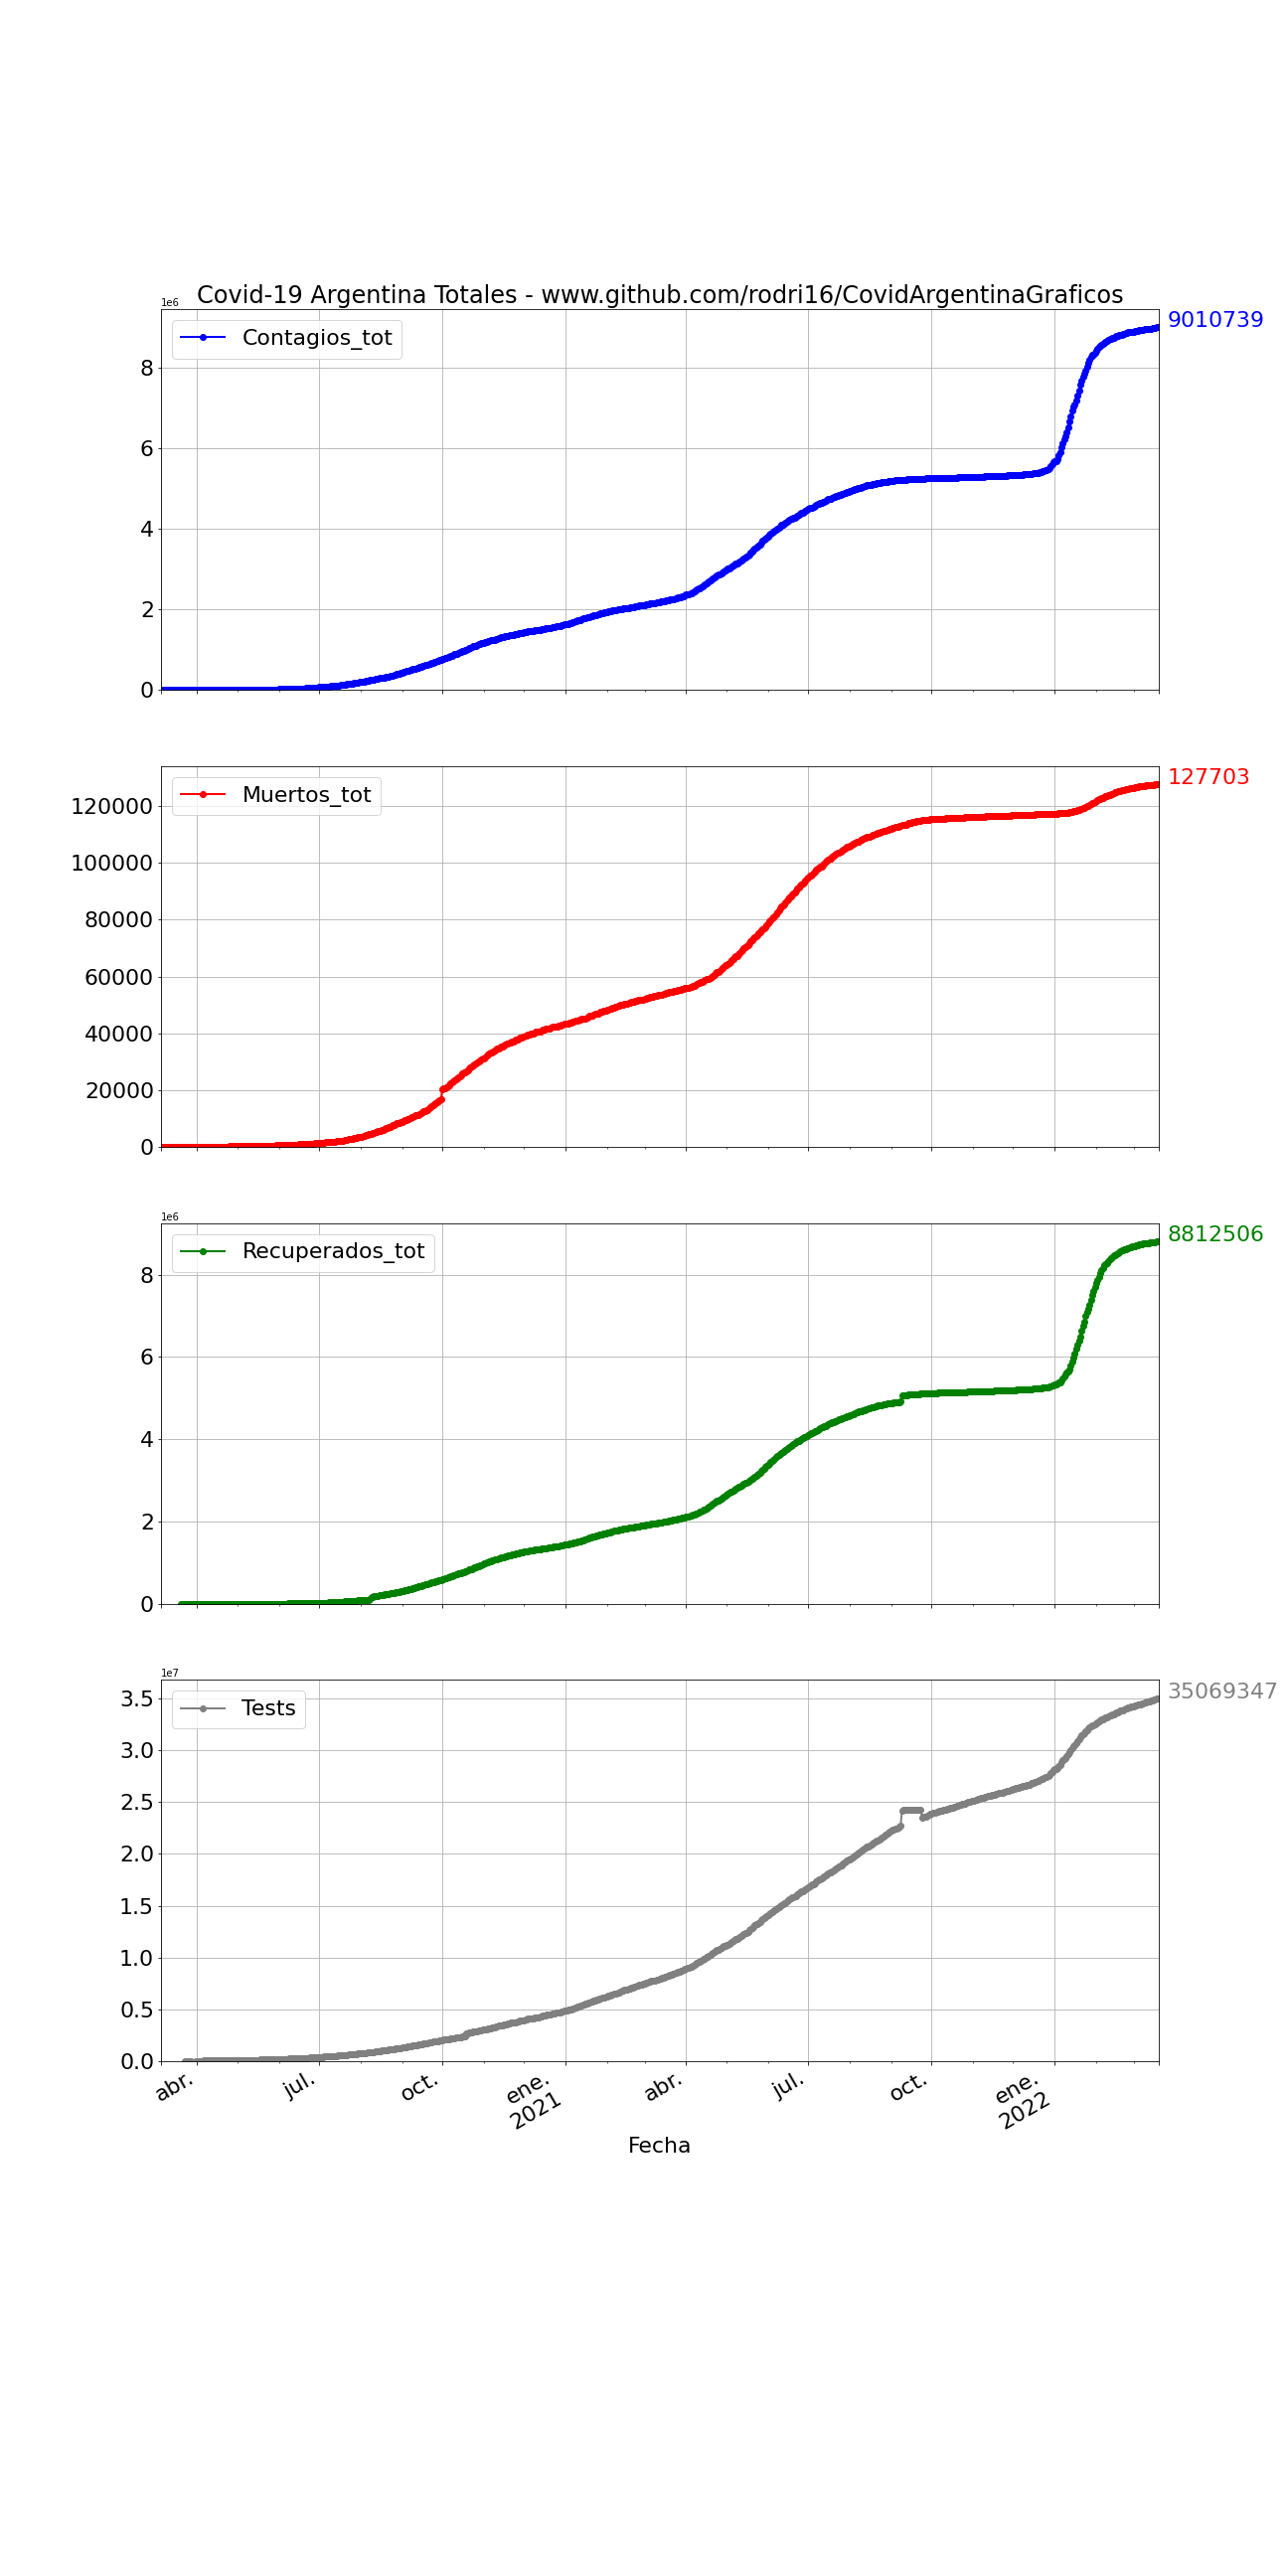 Covid-19 Argentina Totales - www.github.com/rodri16/CovidArgentinaGraficos
1e6
9010739
Contagios_tot
8
6
4
2
0
127703
Muertos_tot
120000
100000
80000
60000
40000
20000
0
1e6
8812506
Recuperados_tot
8
6
4
2
0
1e7
35069347
Tests
3.5
3.0
2.5
2.0
1.5
1.0
0.5
0.0
abr.
jul.
oct.
ene.
2021
abr.
jul.
oct.
ene.
2022
Fecha